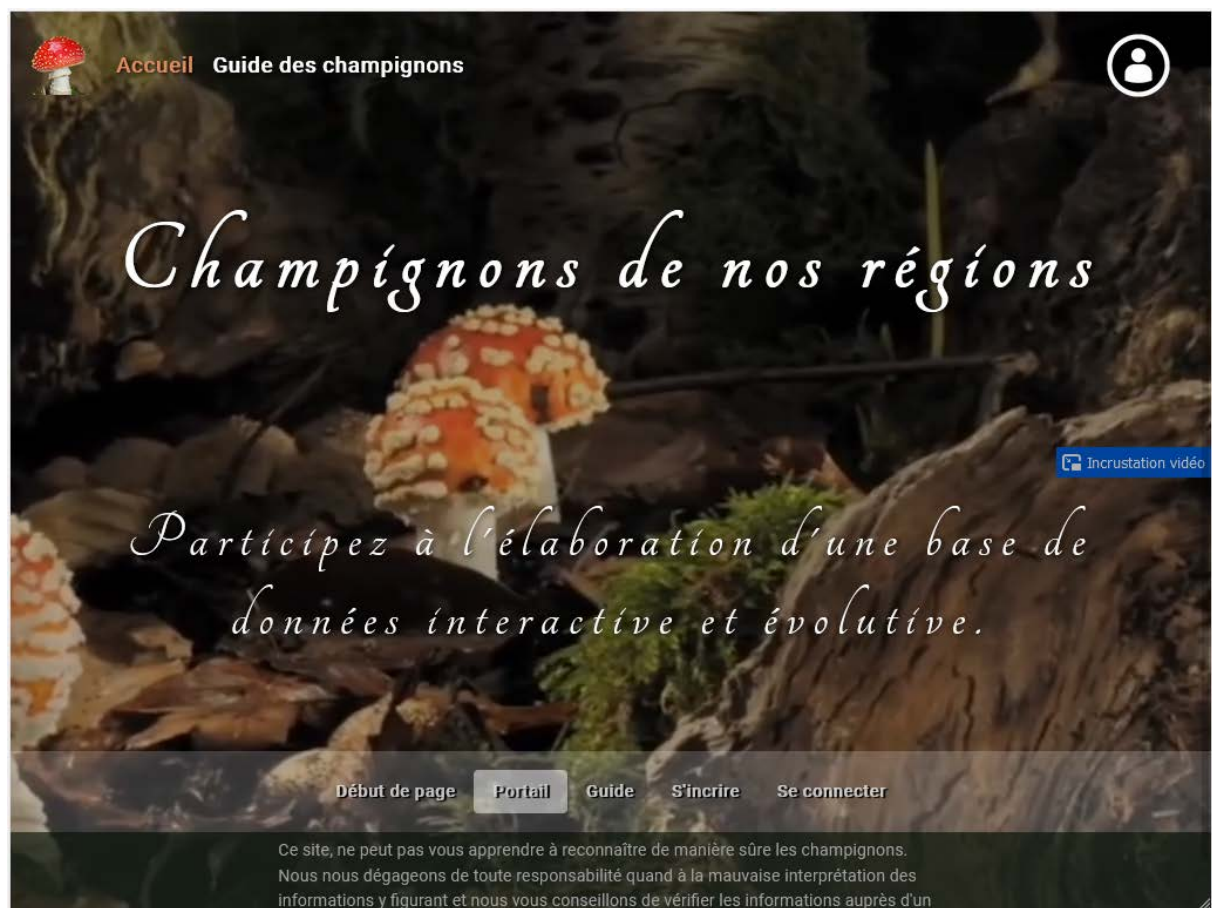 Accueil Guide des champignons
Champignons de nos régions
Incrustation vidéo
Participez à l'élaboration d'une base de
données interactive et évolutive.
Début de page Portail Guide S'incrire Se connecter
Ce site, ne peut pas vous apprendre à reconnaître de manière sûre les champignons.
Nous nous dégageons de toute responsabilité quand à la mauvaise interprétation des
informations y figurant et nous vous conseillons de vérifier les informations auprès d'un